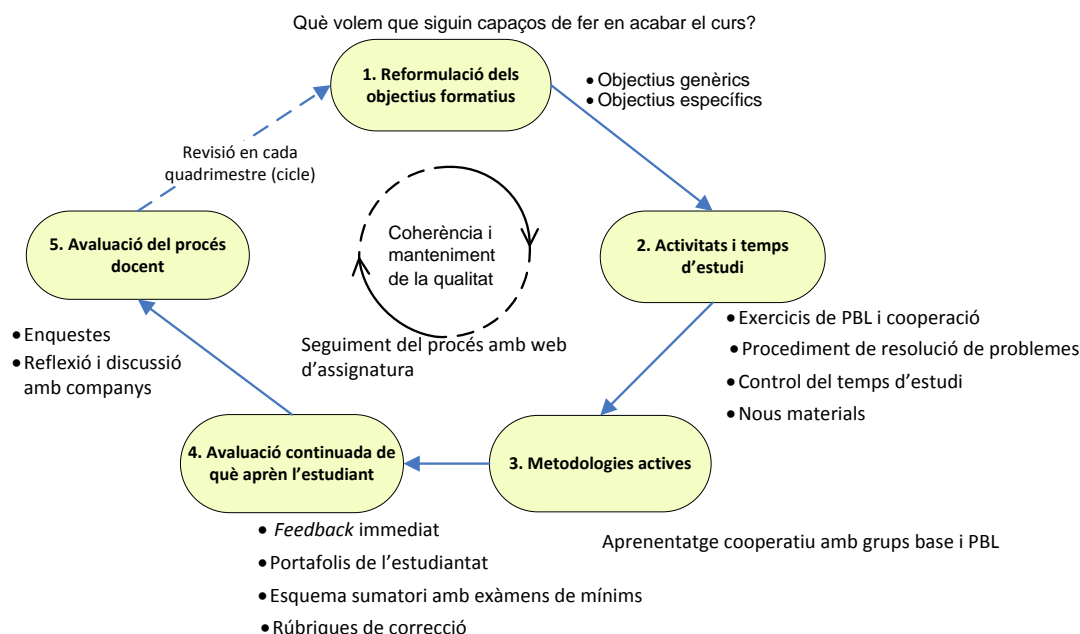 Què volem que siguin capaços de fer en acabar el curs?
1. Reformulació dels
objectius formatius
• Objectius genèrics
• Objectius específics
Revisió en cada
quadrimestre (cicle)
5. Avaluació del procés
docent
Coherència i
manteniment
de la qualitat
2. Activitats i temps
d’estudi
• Enquestes
• Reflexió i discussió
amb companys
Seguiment del procés amb web
d’assignatura
• Exercicis de PBL i cooperació
• Procediment de resolució de problemes
• Control del temps d’estudi
• Nous materials
4. Avaluació continuada de
què aprèn l’estudiant
3. Metodologies actives
• Feedback immediat
• Portafolis de l’estudiantat
• Esquema sumatori amb exàmens de mínims
• Rúbriques de correcció
Aprenentatge cooperatiu amb grups base i PBL